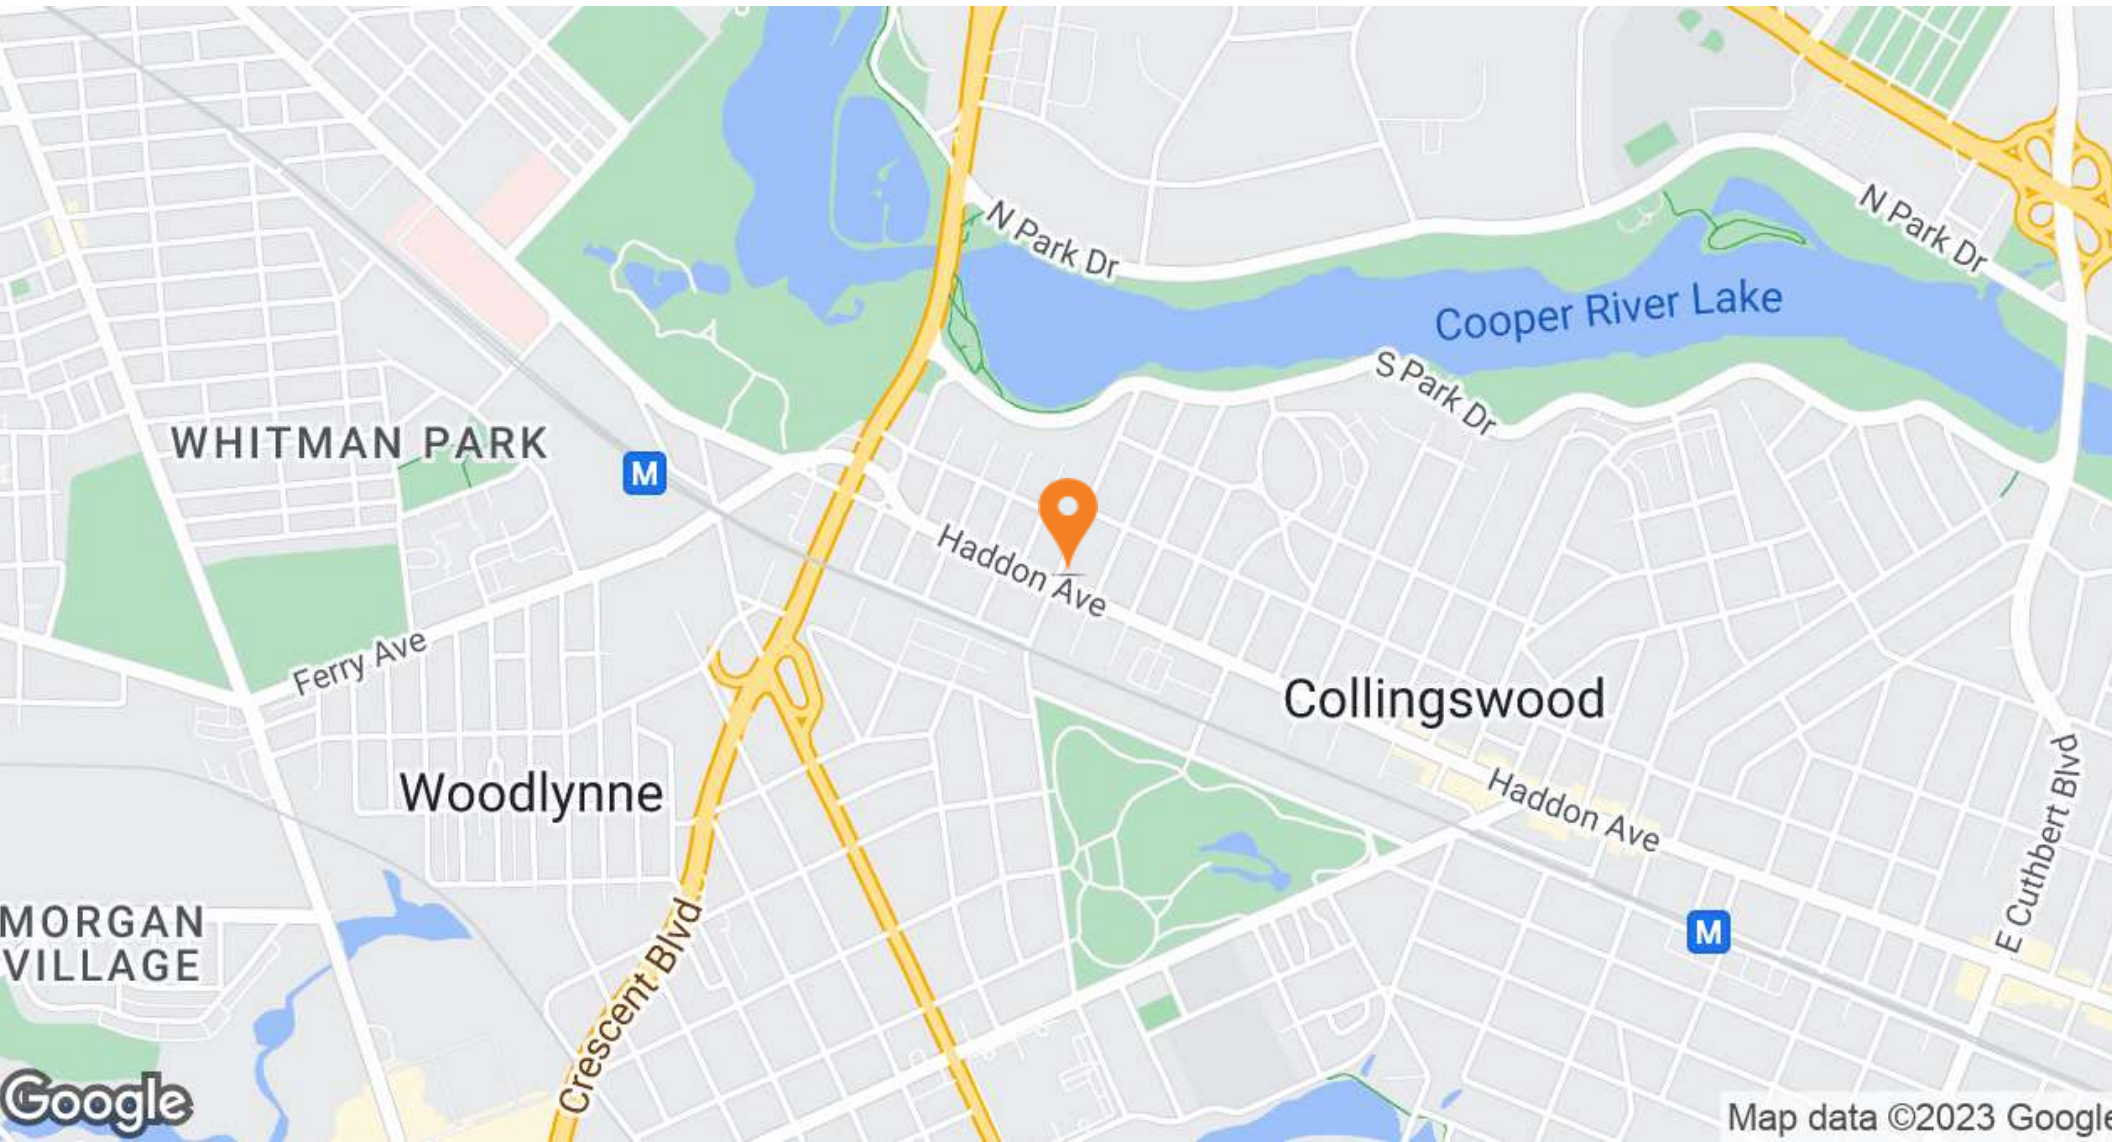 N Park Dr
N Park Dr
Cooper River Lake
S Park Dr
WHITMAN PARK
M
Haddon Ave
Ferry Ave
Collingswood
Woodlynne
Haddon Ave
E Cuthbert Blvd
M
MORGAN
VILLAGE
Crescent Blvd
Google
Map data ©2023 Google